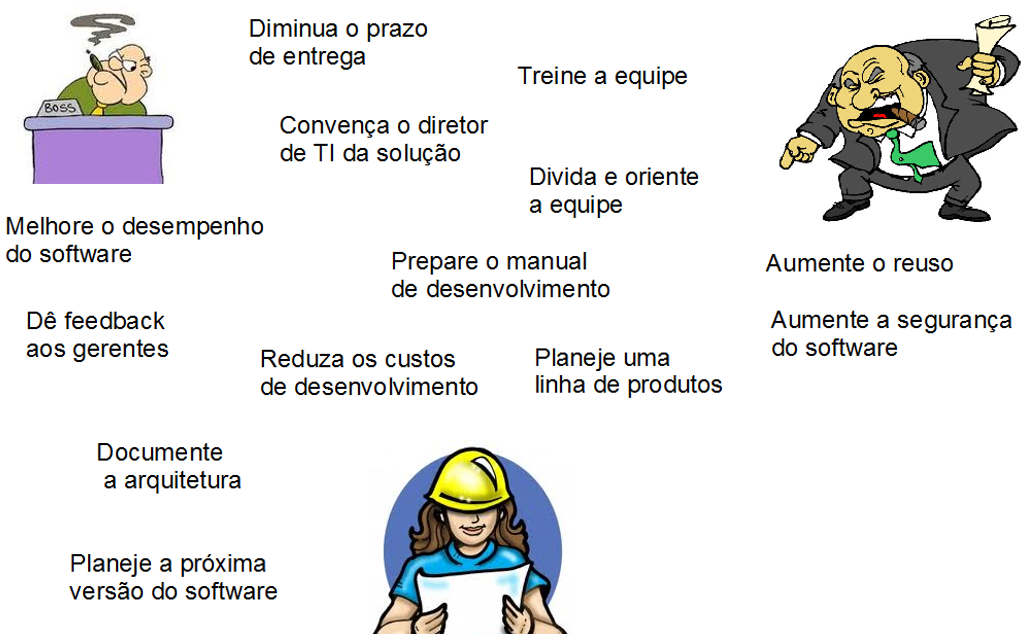 Diminua o prazo
de entrega
Treine a equipe
BOSS
Convença o diretor
de TI da solução
Divida e oriente
a equipe
Melhore o desempenho
do software
Prepare o manual
de desenvolvimento
Aumente o reuso
Dê feedback
aos gerentes
Aumente a segurança
do software
Reduza os custos
de desenvolvimento
Planeje uma
linha de produtos
Documente
a arquitetura
Planeje a próxima
versão do software